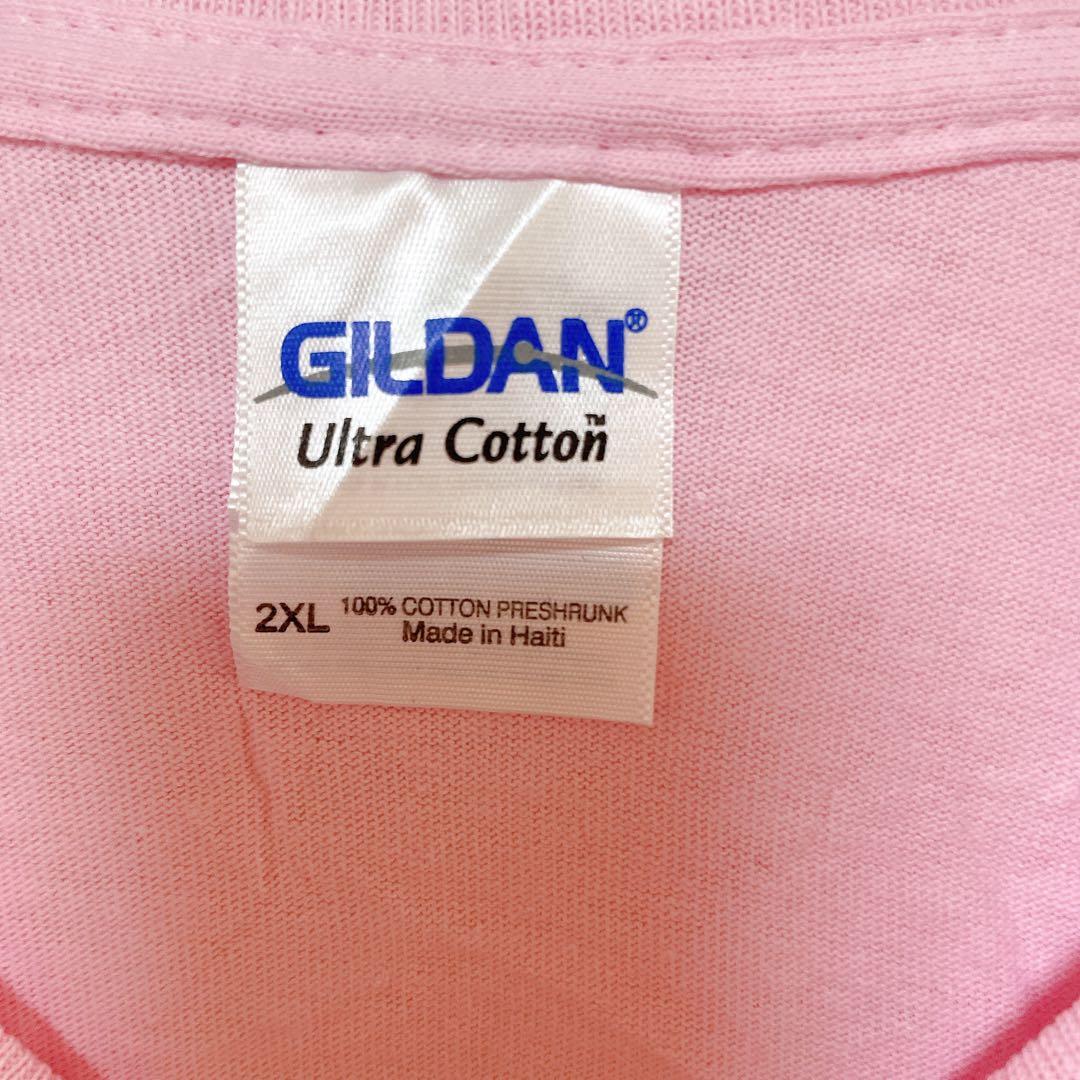 GILDAN®
Ultra Cotton™
2XL 100% COTTON PRESHRUNK
Made in Haiti